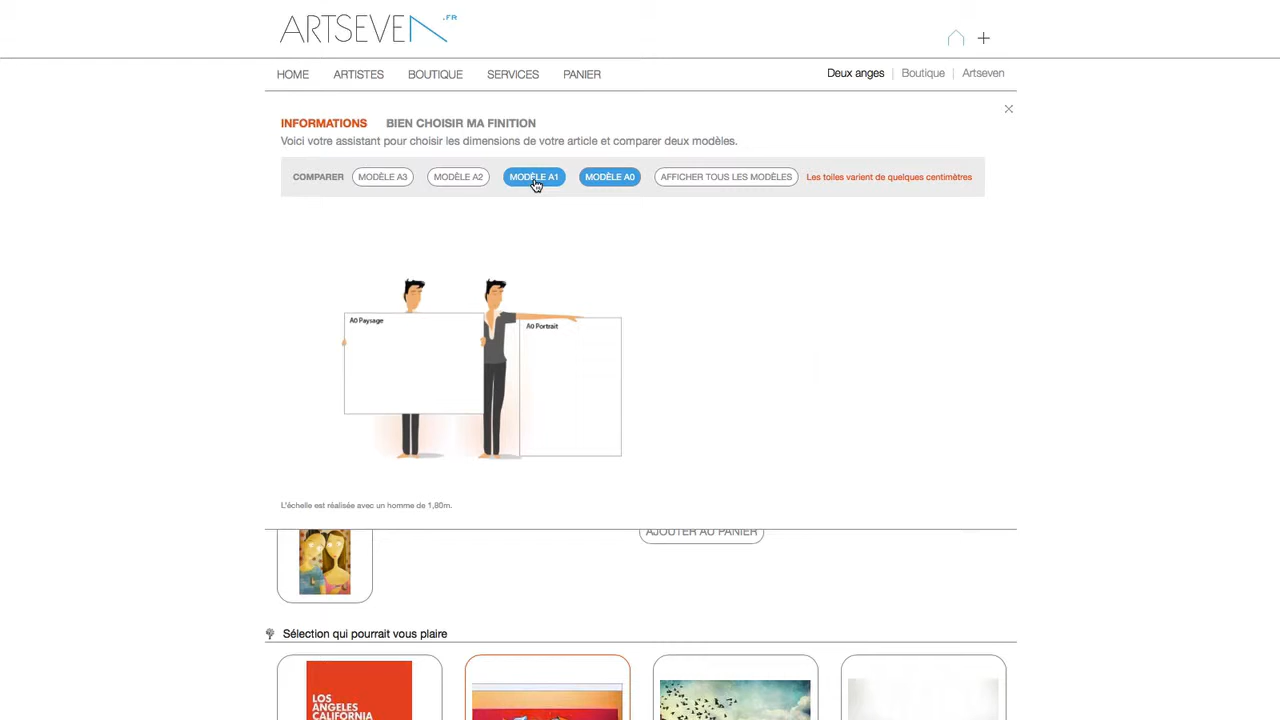 ARTSEVEN.FR
HOME ARTISTES BOUTIQUE SERVICES PANIER Deux anges | Boutique | Artseven
INFORMATIONS BIEN CHOISIR MA FINITION
Voici votre assistant pour choisir les dimensions de votre article et comparer deux modèles.
COMPARER MODÈLE A3 MODÈLE A2 MODÈLE A1 MODÈLE A0 AFFICHER TOUS LES MODÈLES Les toiles varient de quelques centimètres
A0 Paysage
A0 Portrait
L'échelle est réalisée avec un homme de 1,80m.
AJOUTER AU PANIER
Sélection qui pourrait vous plaire
LOS
ANGELES
CALIFORNIA